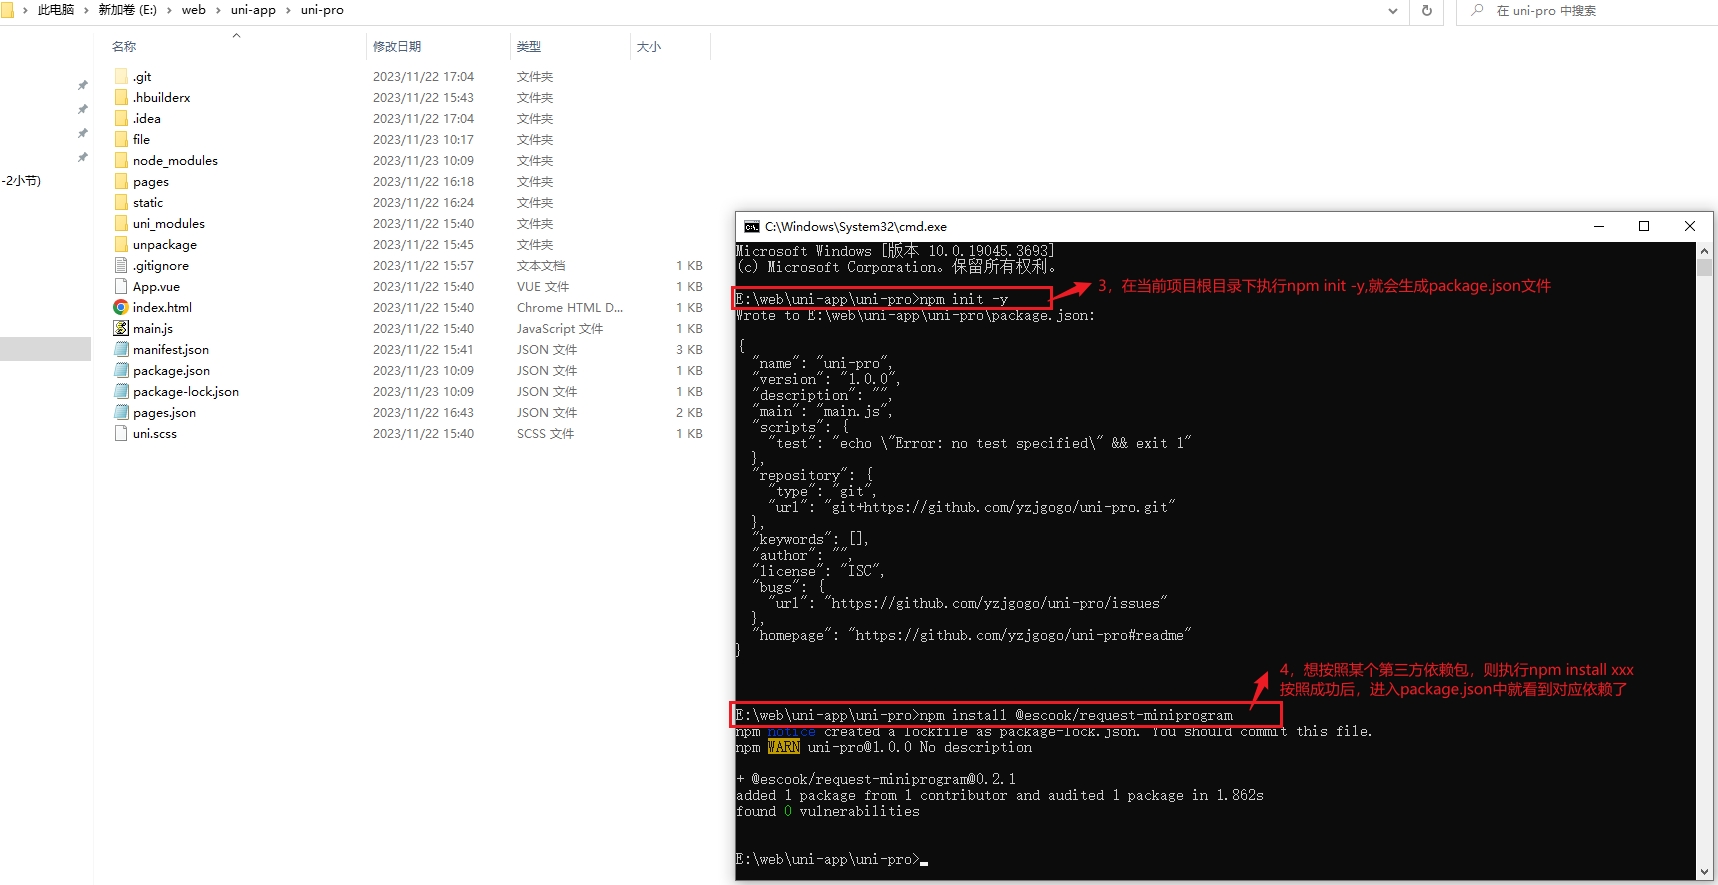 此电脑 > 新加卷 (E:) > web > uni-app > uni-pro
在 uni-pro 中搜索
名称 修改日期 类型 大小
.git 2023/11/22 17:04 文件夹
.hbuilderx 2023/11/22 15:43 文件夹
.idea 2023/11/22 17:04 文件夹
file 2023/11/23 10:17 文件夹
node_modules 2023/11/23 10:09 文件夹
pages 2023/11/22 16:18 文件夹
-2小节)
static 2023/11/22 16:24 文件夹
uni_modules 2023/11/22 15:40 文件夹
unpackage 2023/11/22 15:45 文件夹
.gitignore 2023/11/22 15:57 文本文档 1 KB
App.vue 2023/11/22 15:40 VUE 文件 1 KB
index.html 2023/11/22 15:40 Chrome HTML D... 1 KB
main.js 2023/11/22 15:40 JavaScript 文件 1 KB
manifest.json 2023/11/22 15:41 JSON 文件 3 KB
package.json 2023/11/23 10:09 JSON 文件 1 KB
package-lock.json 2023/11/23 10:09 JSON 文件 1 KB
pages.json 2023/11/22 16:43 JSON 文件 2 KB
uni.scss 2023/11/22 15:40 SCSS 文件 1 KB
C:\Windows\System32\cmd.exe
Microsoft Windows [版本 10.0.19045.3693]
(c) Microsoft Corporation。保留所有权利。
E:\web\uni-app\uni-pro>npm init -y
3，在当前项目根目录下执行npm init -y,就会生成package.json文件
Wrote to E:\web\uni-app\uni-pro\package.json:
{
"name": "uni-pro",
"version": "1.0.0",
"description": "",
"main": "main.js",
"scripts": {
"test": "echo \"Error: no test specified\" && exit 1"
},
"repository": {
"type": "git",
"url": "git+https://github.com/yzjgogo/uni-pro.git"
},
"keywords": [],
"author": "",
"license": "ISC",
"bugs": {
"url": "https://github.com/yzjgogo/uni-pro/issues"
},
"homepage": "https://github.com/yzjgogo/uni-pro#readme"
}
4，想按照某个第三方依赖包，则执行npm install xxx
按照成功后，进入package.json中就看到对应依赖了
E:\web\uni-app\uni-pro>npm install @escook/request-miniprogram
npm notice created a lockfile as package-lock.json. You should commit this file.
npm WARN uni-pro@1.0.0 No description
+ @escook/request-miniprogram@0.2.1
added 1 package from 1 contributor and audited 1 package in 1.862s
found 0 vulnerabilities
E:\web\uni-app\uni-pro>